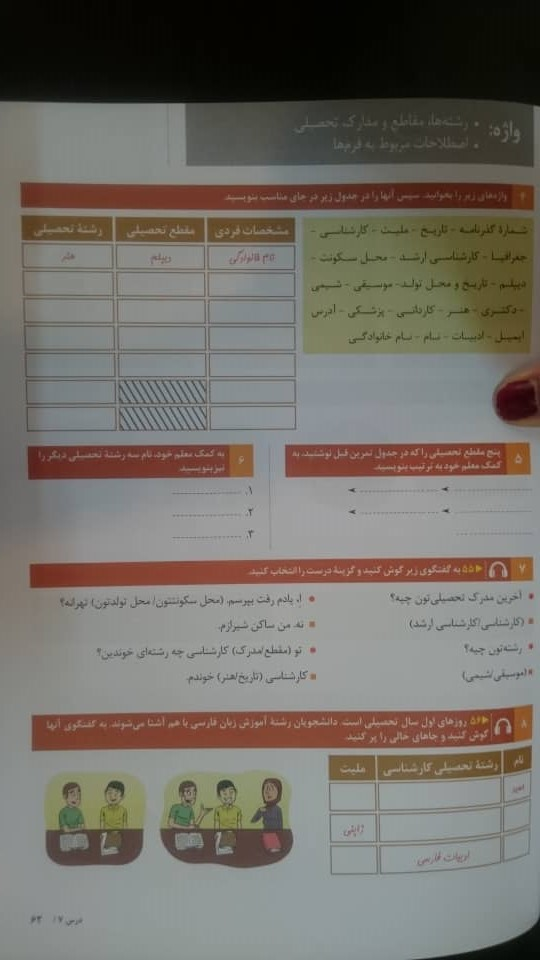 واژه:
• رشته‌ها، مقاطع و مدارک تحصیلی
• اصطلاحات مربوط به فرم‌ها
۴ واژه‌های زیر را بخوانید. سپس آنها را در جدول زیر در جای مناسب بنویسید.
شمارهٔ گذرنامه - تاریخ - ملیت - کارشناسی -
جغرافیا - کارشناسی ارشد - محل سکونت -
دیپلم - تاریخ و محل تولد - موسیقی - شیمی
- دکتری - هنر - کاردانی - پزشکی - آدرس
ایمیل - ادبیات - نام - نام خانوادگی
مشخصات فردی مقطع تحصیلی رشتهٔ تحصیلی
نام خانوادگی دیپلم هنر
۵ پنج مقطع تحصیلی را که در جدول تمرین قبل نوشتید، به
کمک معلم خود به ترتیب بنویسید.
۶ به کمک معلم خود، نام سه رشتهٔ تحصیلی دیگر را
نیز بنویسید.
۱.
۲.
۳.
۷ ۵۵ به گفتگوی زیر گوش کنید و گزینهٔ درست را انتخاب کنید.
• آخرین مدرک تحصیلی‌تون چیه؟
(کارشناسی/کارشناسی ارشد)
• رشته‌تون چیه؟
(موسیقی/شیمی)
• اِ، یادم رفت بپرسم. (محل سکونتتون/ محل تولدتون) تهرانه؟
نه. من ساکن شیرازم.
• تو (مقطع/مدرک) کارشناسی چه رشته‌ای خوندین؟
کارشناسی (تاریخ/هنر) خوندم.
۸ ۵۶ روزهای اول سال تحصیلی است. دانشجویان رشتهٔ آموزش زبان فارسی با هم آشنا می‌شوند. به گفتگوی آنها
گوش کنید و جاهای خالی را پر کنید.
نام رشتهٔ تحصیلی کارشناسی ملیت
امیر
ژاپنی
ادبیات فارسی
درس ۷ / ۶۲